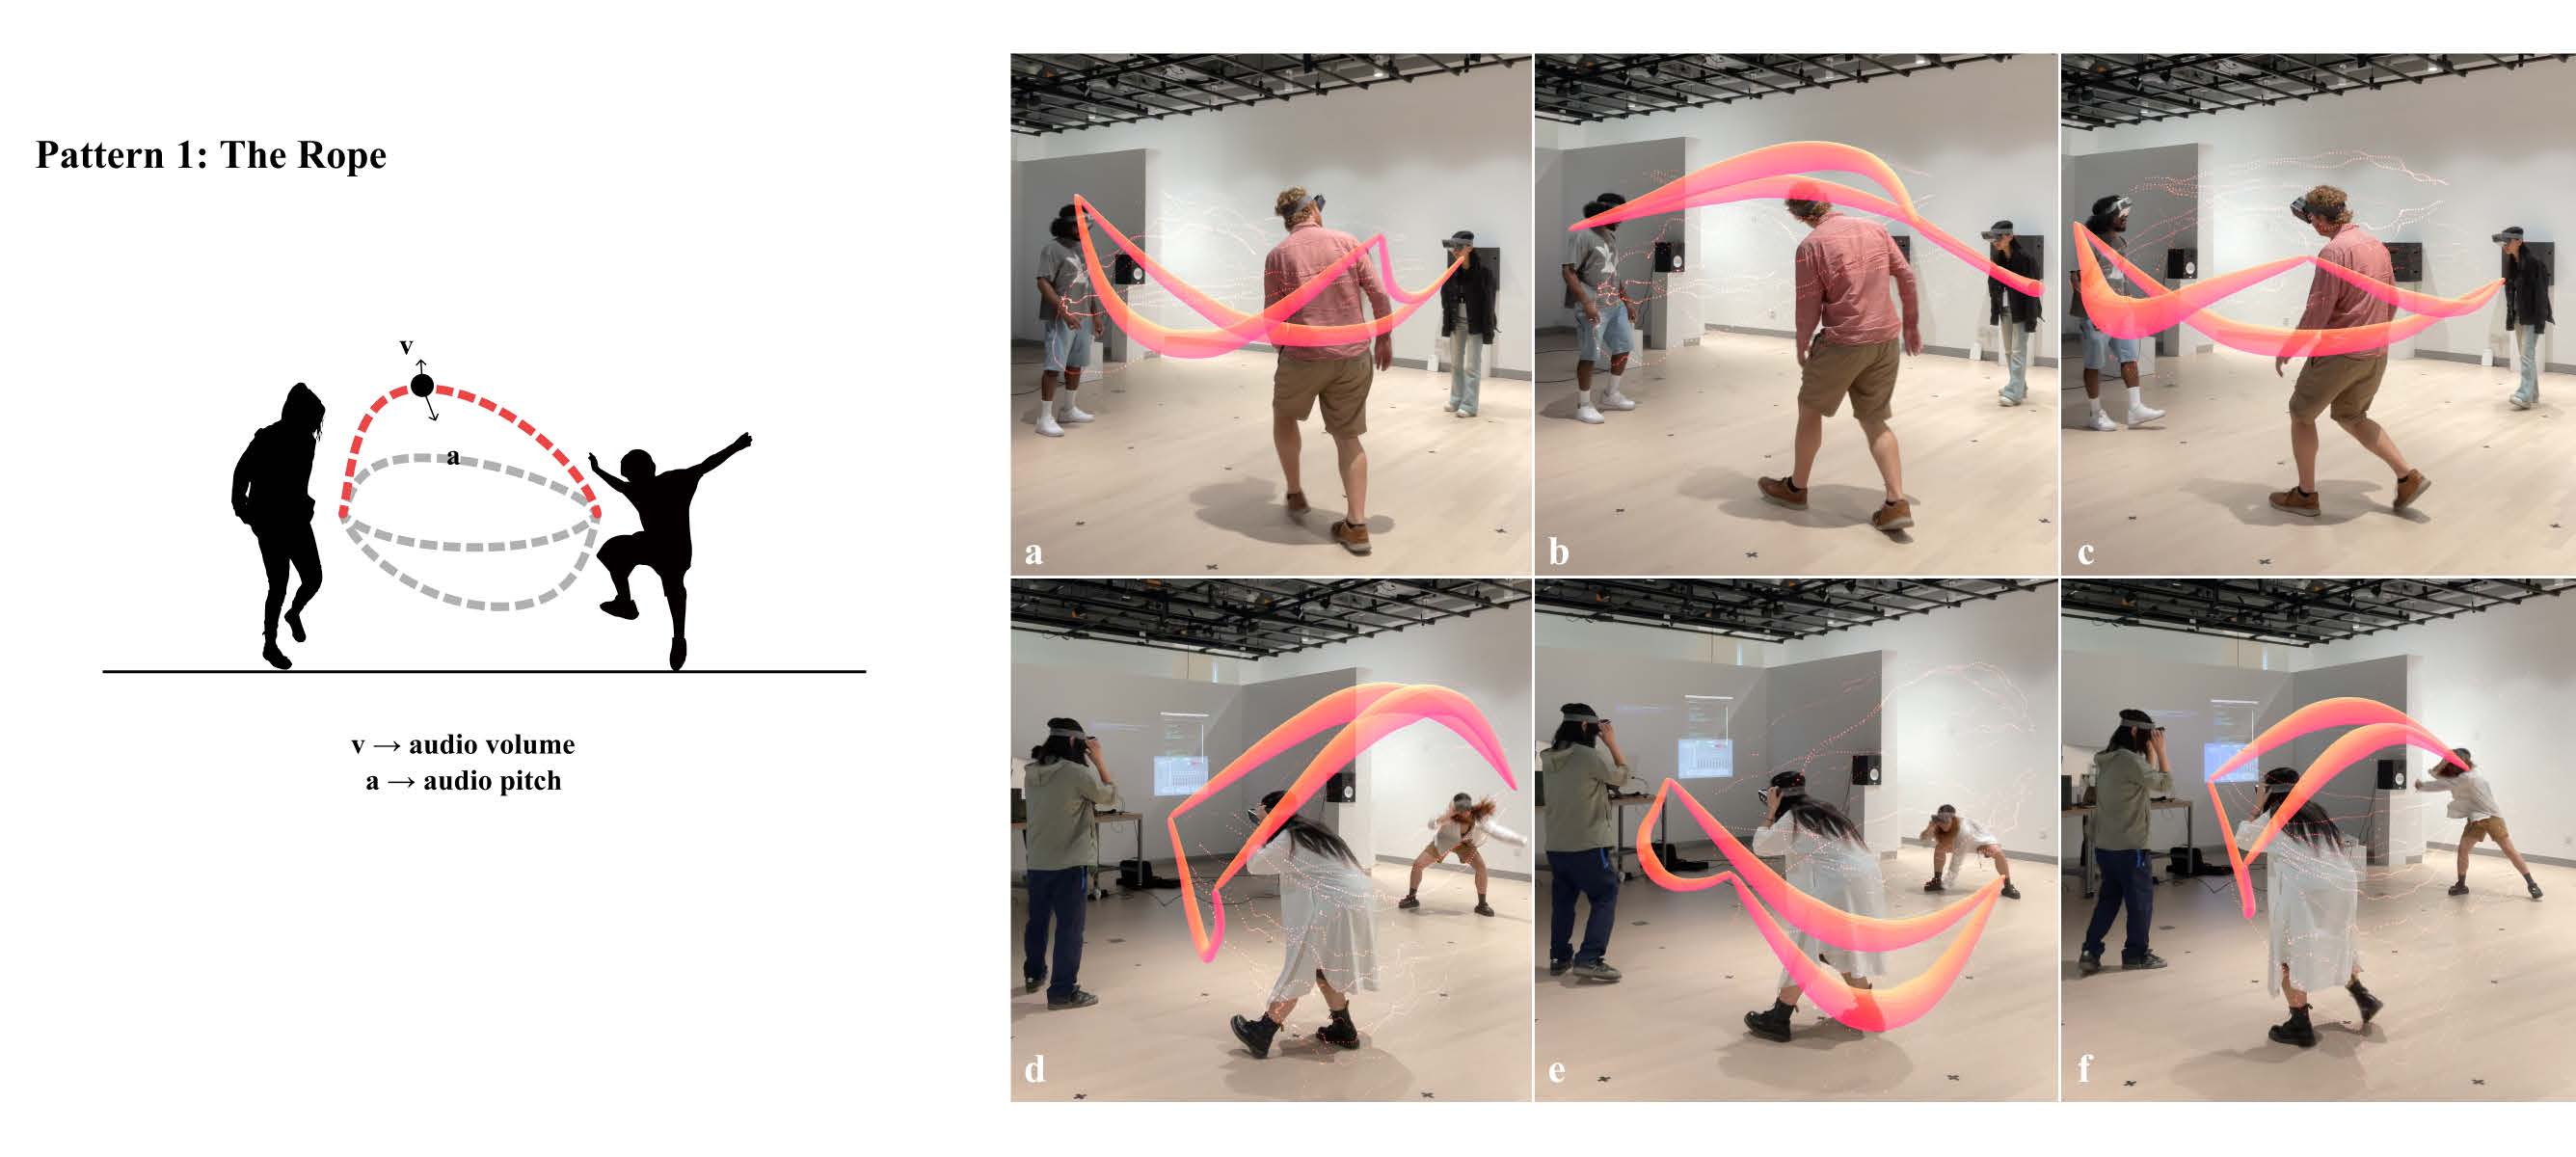 Pattern 1: The Rope
v
a
v → audio volume
a → audio pitch
a
b
c
d
e
f